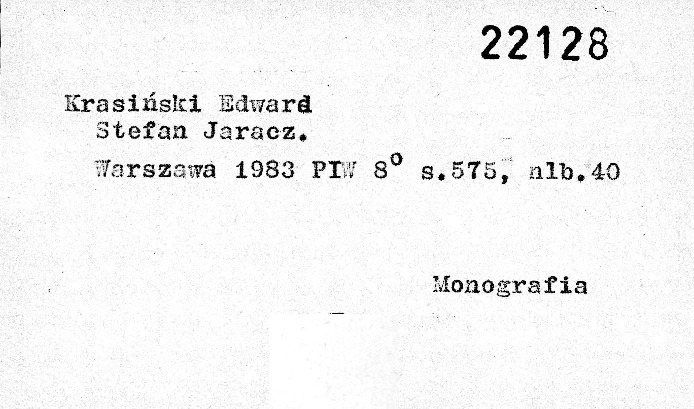 22128
Krasiński Edward
Stefan Jaracz.
Warszawa 1983 PIW 8° s.575, nlb.40
Monografia